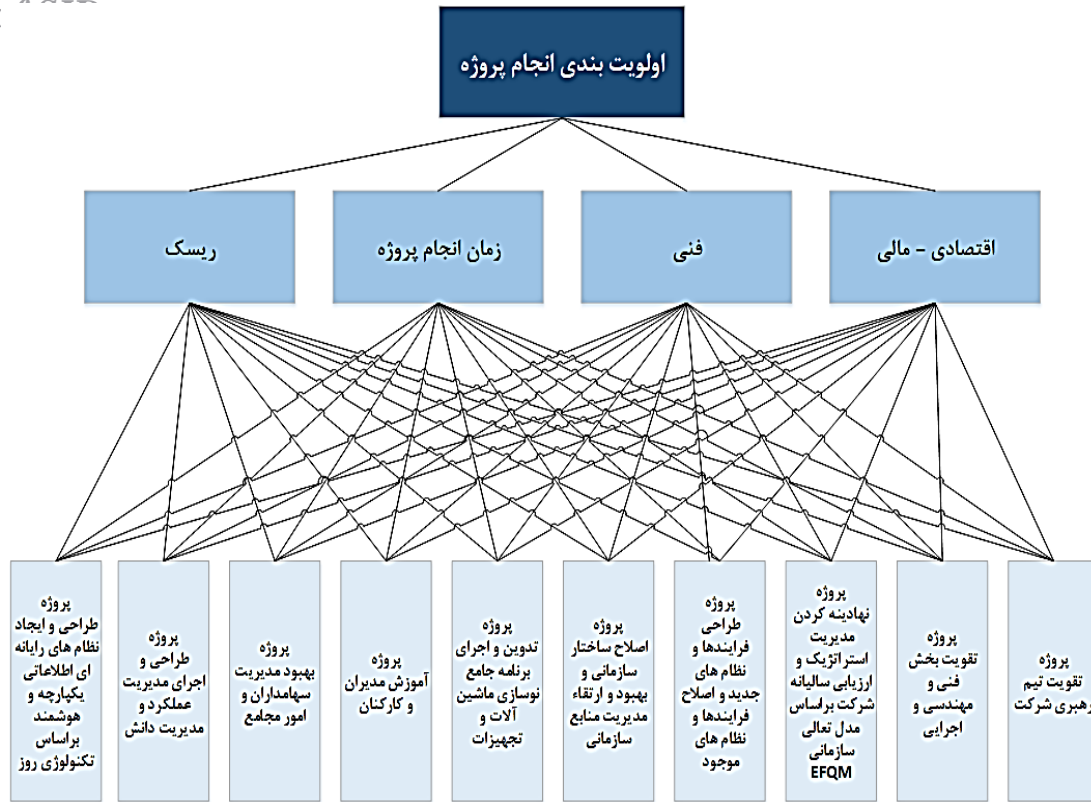 اولویت بندی انجام پروژه
اقتصادی - مالی
فنی
زمان انجام پروژه
ریسک
پروژه
تقویت تیم
رهبری شرکت
پروژه
تقویت بخش
فنی و
مهندسی و
اجرایی
پروژه
نهادینه کردن
مدیریت
استراتژیک و
ارزیابی سالیانه
شرکت براساس
مدل تعالی
سازمانی
EFQM
پروژه
طراحی
فرایندها و
نظام های
جدید و اصلاح
فرایندها و
نظام های
موجود
پروژه
اصلاح ساختار
سازمانی و
بهبود و ارتقاء
مدیریت منابع
سازمانی
پروژه
تدوین و اجرای
برنامه جامع
نوسازی ماشین
آلات و
تجهیزات
پروژه
آموزش مدیران
و کارکنان
پروژه
بهبود مدیریت
سهامداران و
امور مجامع
پروژه
طراحی و
اجرای مدیریت
عملکرد و
مدیریت دانش
پروژه
طراحی و ایجاد
نظام های رایانه
ای اطلاعاتی
یکپارچه و
هوشمند
براساس
تکنولوژی روز